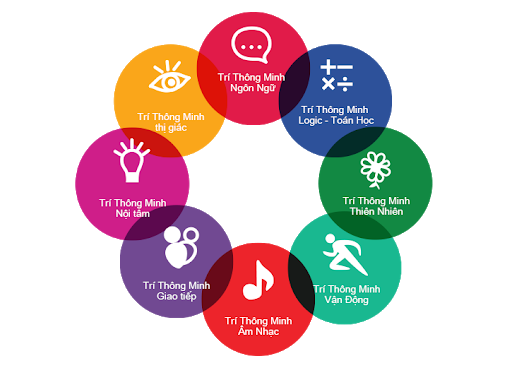 Trí Thông Minh
Ngôn Ngữ
Trí Thông Minh
Logic - Toán Học
Trí Thông Minh
Thiên Nhiên
Trí Thông Minh
Vận Động
Trí Thông Minh
Âm Nhạc
Trí Thông Minh
Giao tiếp
Trí Thông Minh
Nội tâm
Trí Thông Minh
thị giác